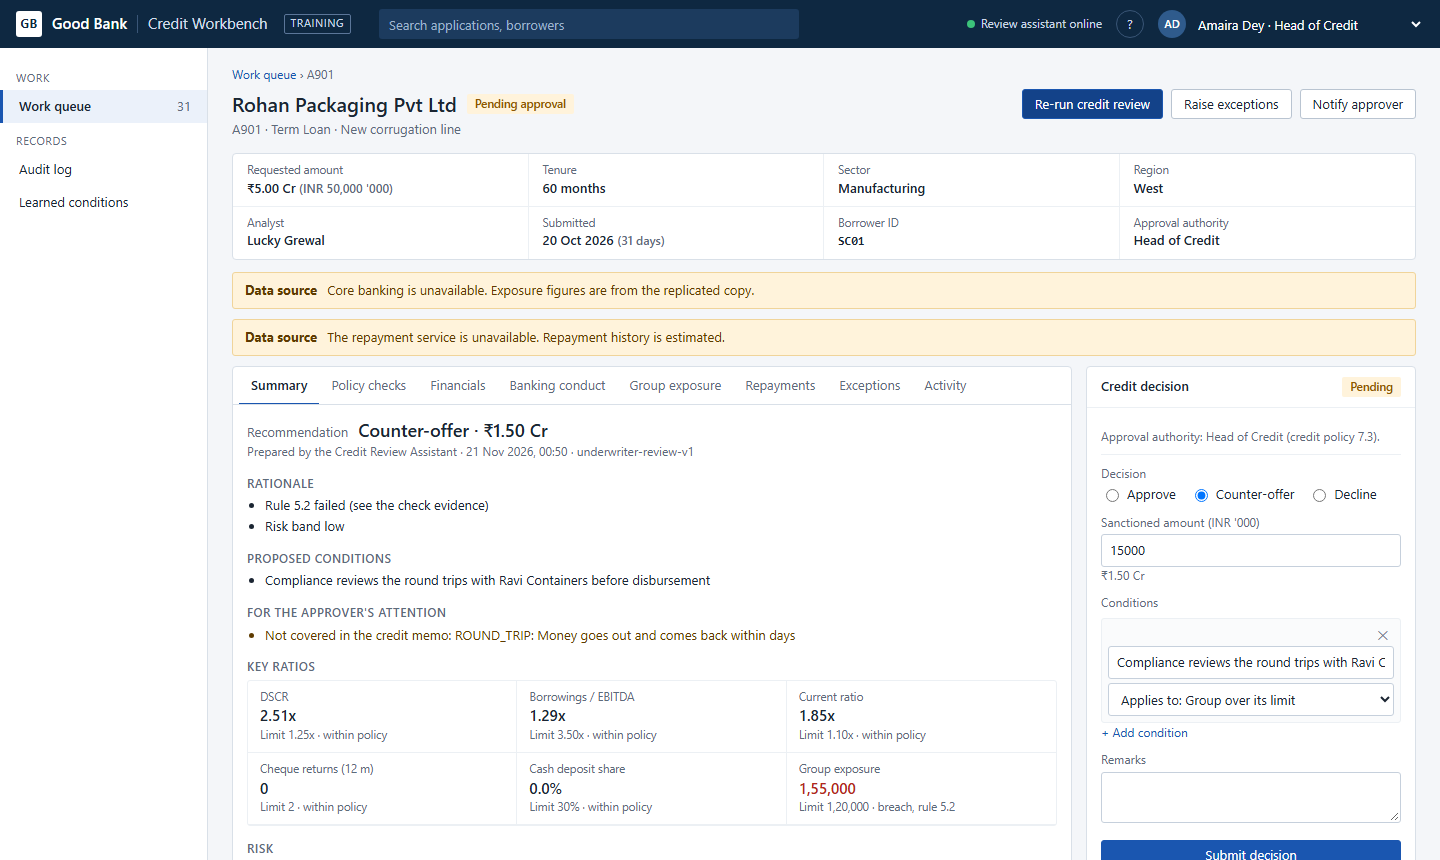 GB Good Bank Credit Workbench TRAINING Search applications, borrowers Review assistant online ? AD Amaira Dey · Head of Credit
WORK
Work queue 31
RECORDS
Audit log
Learned conditions
Work queue › A901
Rohan Packaging Pvt Ltd Pending approval
A901 · Term Loan · New corrugation line
Re-run credit review Raise exceptions Notify approver
Requested amount Tenure Sector Region
₹5.00 Cr (INR 50,000 '000) 60 months Manufacturing West
Analyst Submitted Borrower ID Approval authority
Lucky Grewal 20 Oct 2026 (31 days) SC01 Head of Credit
Data source Core banking is unavailable. Exposure figures are from the replicated copy.
Data source The repayment service is unavailable. Repayment history is estimated.
Summary Policy checks Financials Banking conduct Group exposure Repayments Exceptions Activity
Recommendation Counter-offer · ₹1.50 Cr
Prepared by the Credit Review Assistant · 21 Nov 2026, 00:50 · underwriter-review-v1
RATIONALE
• Rule 5.2 failed (see the check evidence)
• Risk band low
PROPOSED CONDITIONS
• Compliance reviews the round trips with Ravi Containers before disbursement
FOR THE APPROVER'S ATTENTION
• Not covered in the credit memo: ROUND_TRIP: Money goes out and comes back within days
KEY RATIOS
DSCR Borrowings / EBITDA Current ratio
2.51x 1.29x 1.85x
Limit 1.25x · within policy Limit 3.50x · within policy Limit 1.10x · within policy
Cheque returns (12 m) Cash deposit share Group exposure
0 0.0% 1,55,000
Limit 2 · within policy Limit 30% · within policy Limit 1,20,000 · breach, rule 5.2
RISK
Credit decision Pending
Approval authority: Head of Credit (credit policy 7.3).
Decision
Approve Counter-offer Decline
Sanctioned amount (INR '000)
15000
₹1.50 Cr
Conditions
Compliance reviews the round trips with Ravi C
Applies to: Group over its limit
+ Add condition
Remarks
Submit decision